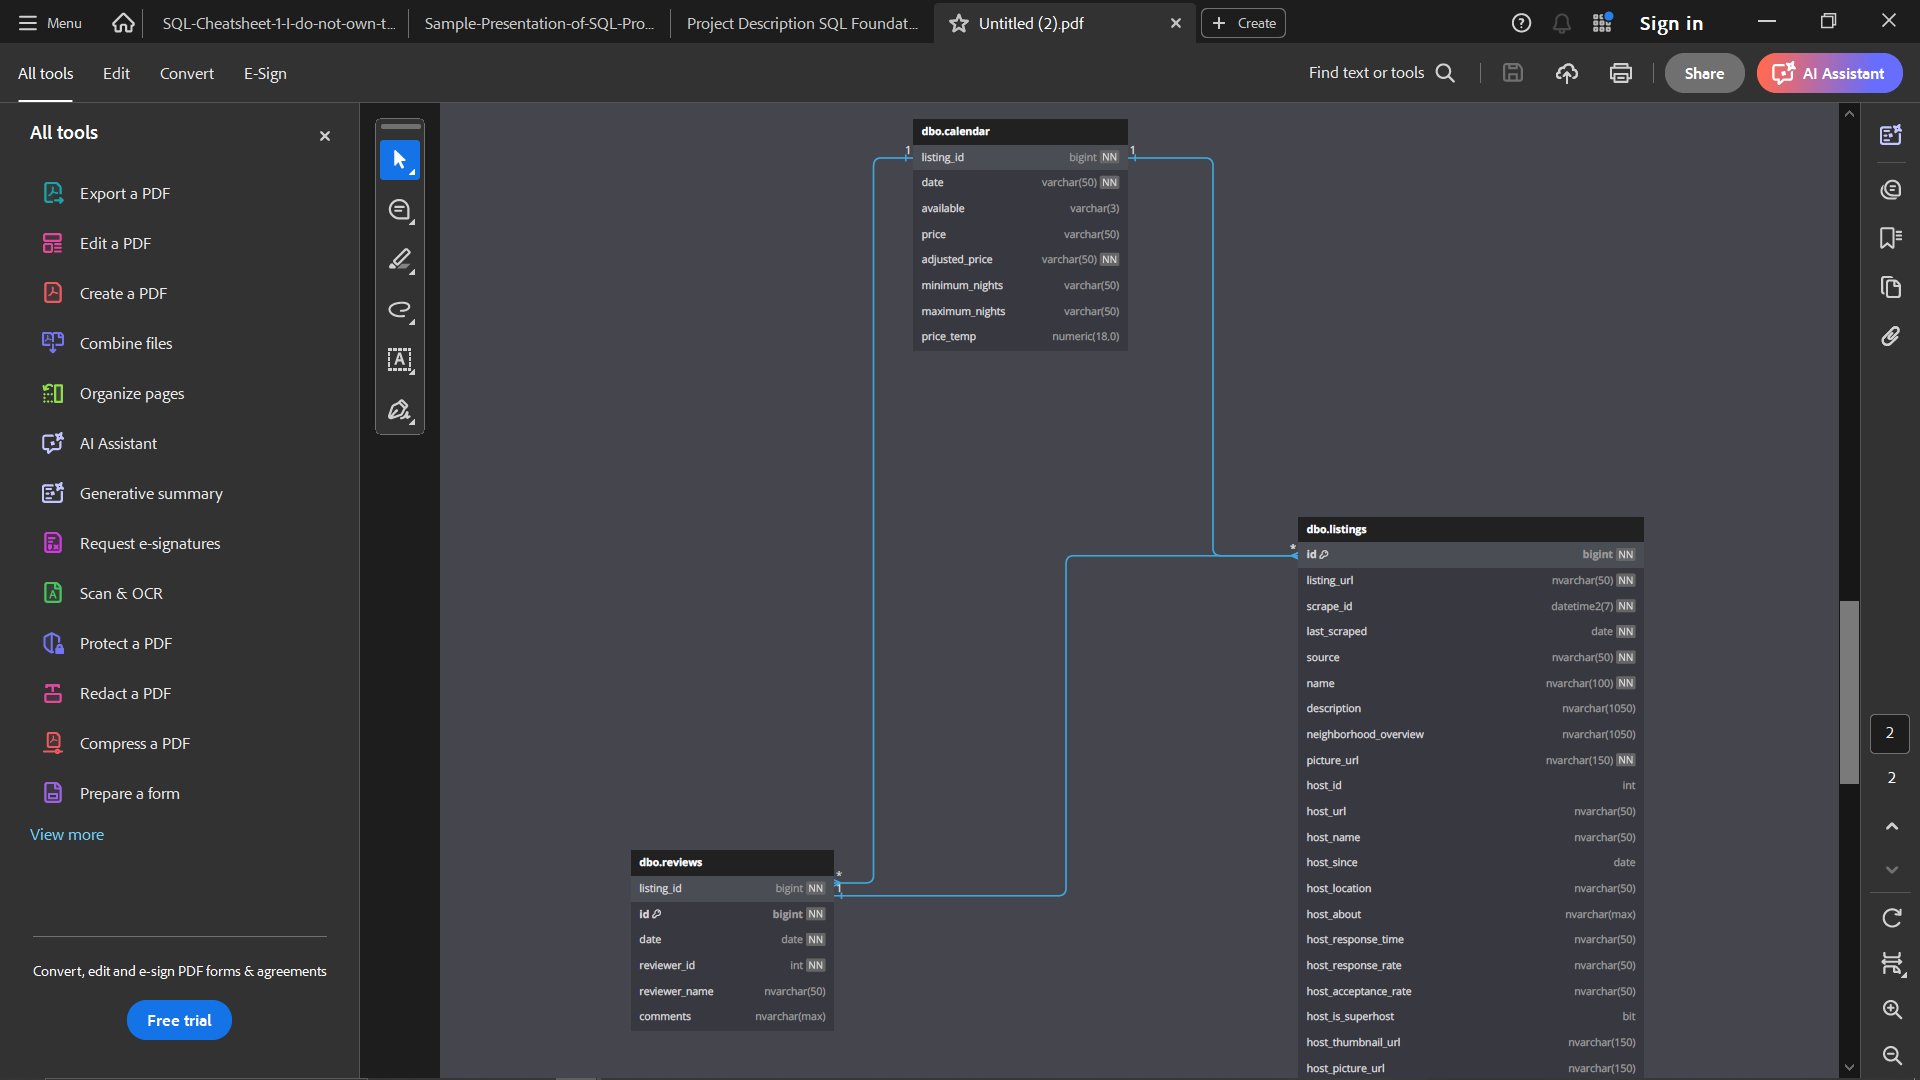 Menu
SQL-Cheatsheet-1-I-do-not-own-t...
Sample-Presentation-of-SQL-Pro...
Project Description SQL Foundat...
Untitled (2).pdf
Create
Sign in
All tools
Edit
Convert
E-Sign
Find text or tools
Share
AI Assistant
All tools
Export a PDF
Edit a PDF
Create a PDF
Combine files
Organize pages
AI Assistant
Generative summary
Request e-signatures
Scan & OCR
Protect a PDF
Redact a PDF
Compress a PDF
Prepare a form
View more
Convert, edit and e-sign PDF forms & agreements
Free trial
dbo.calendar
1
listing_id bigint NN
1
date varchar(50) NN
available varchar(3)
price varchar(50)
adjusted_price varchar(50) NN
minimum_nights varchar(50)
maximum_nights varchar(50)
price_temp numeric(18,0)
dbo.listings
*
id bigint NN
listing_url nvarchar(50) NN
scrape_id datetime2(7) NN
last_scraped date NN
source nvarchar(50) NN
name nvarchar(100) NN
description nvarchar(1050)
neighborhood_overview nvarchar(1050)
picture_url nvarchar(150) NN
host_id int
host_url nvarchar(50)
host_name nvarchar(50)
host_since date
host_location nvarchar(50)
host_about nvarchar(max)
host_response_time nvarchar(50)
host_response_rate nvarchar(50)
host_acceptance_rate nvarchar(50)
host_is_superhost bit
host_thumbnail_url nvarchar(150)
host_picture_url nvarchar(150)
dbo.reviews
*
listing_id bigint NN
1
id bigint NN
date date NN
reviewer_id int NN
reviewer_name nvarchar(50)
comments nvarchar(max)
2
2